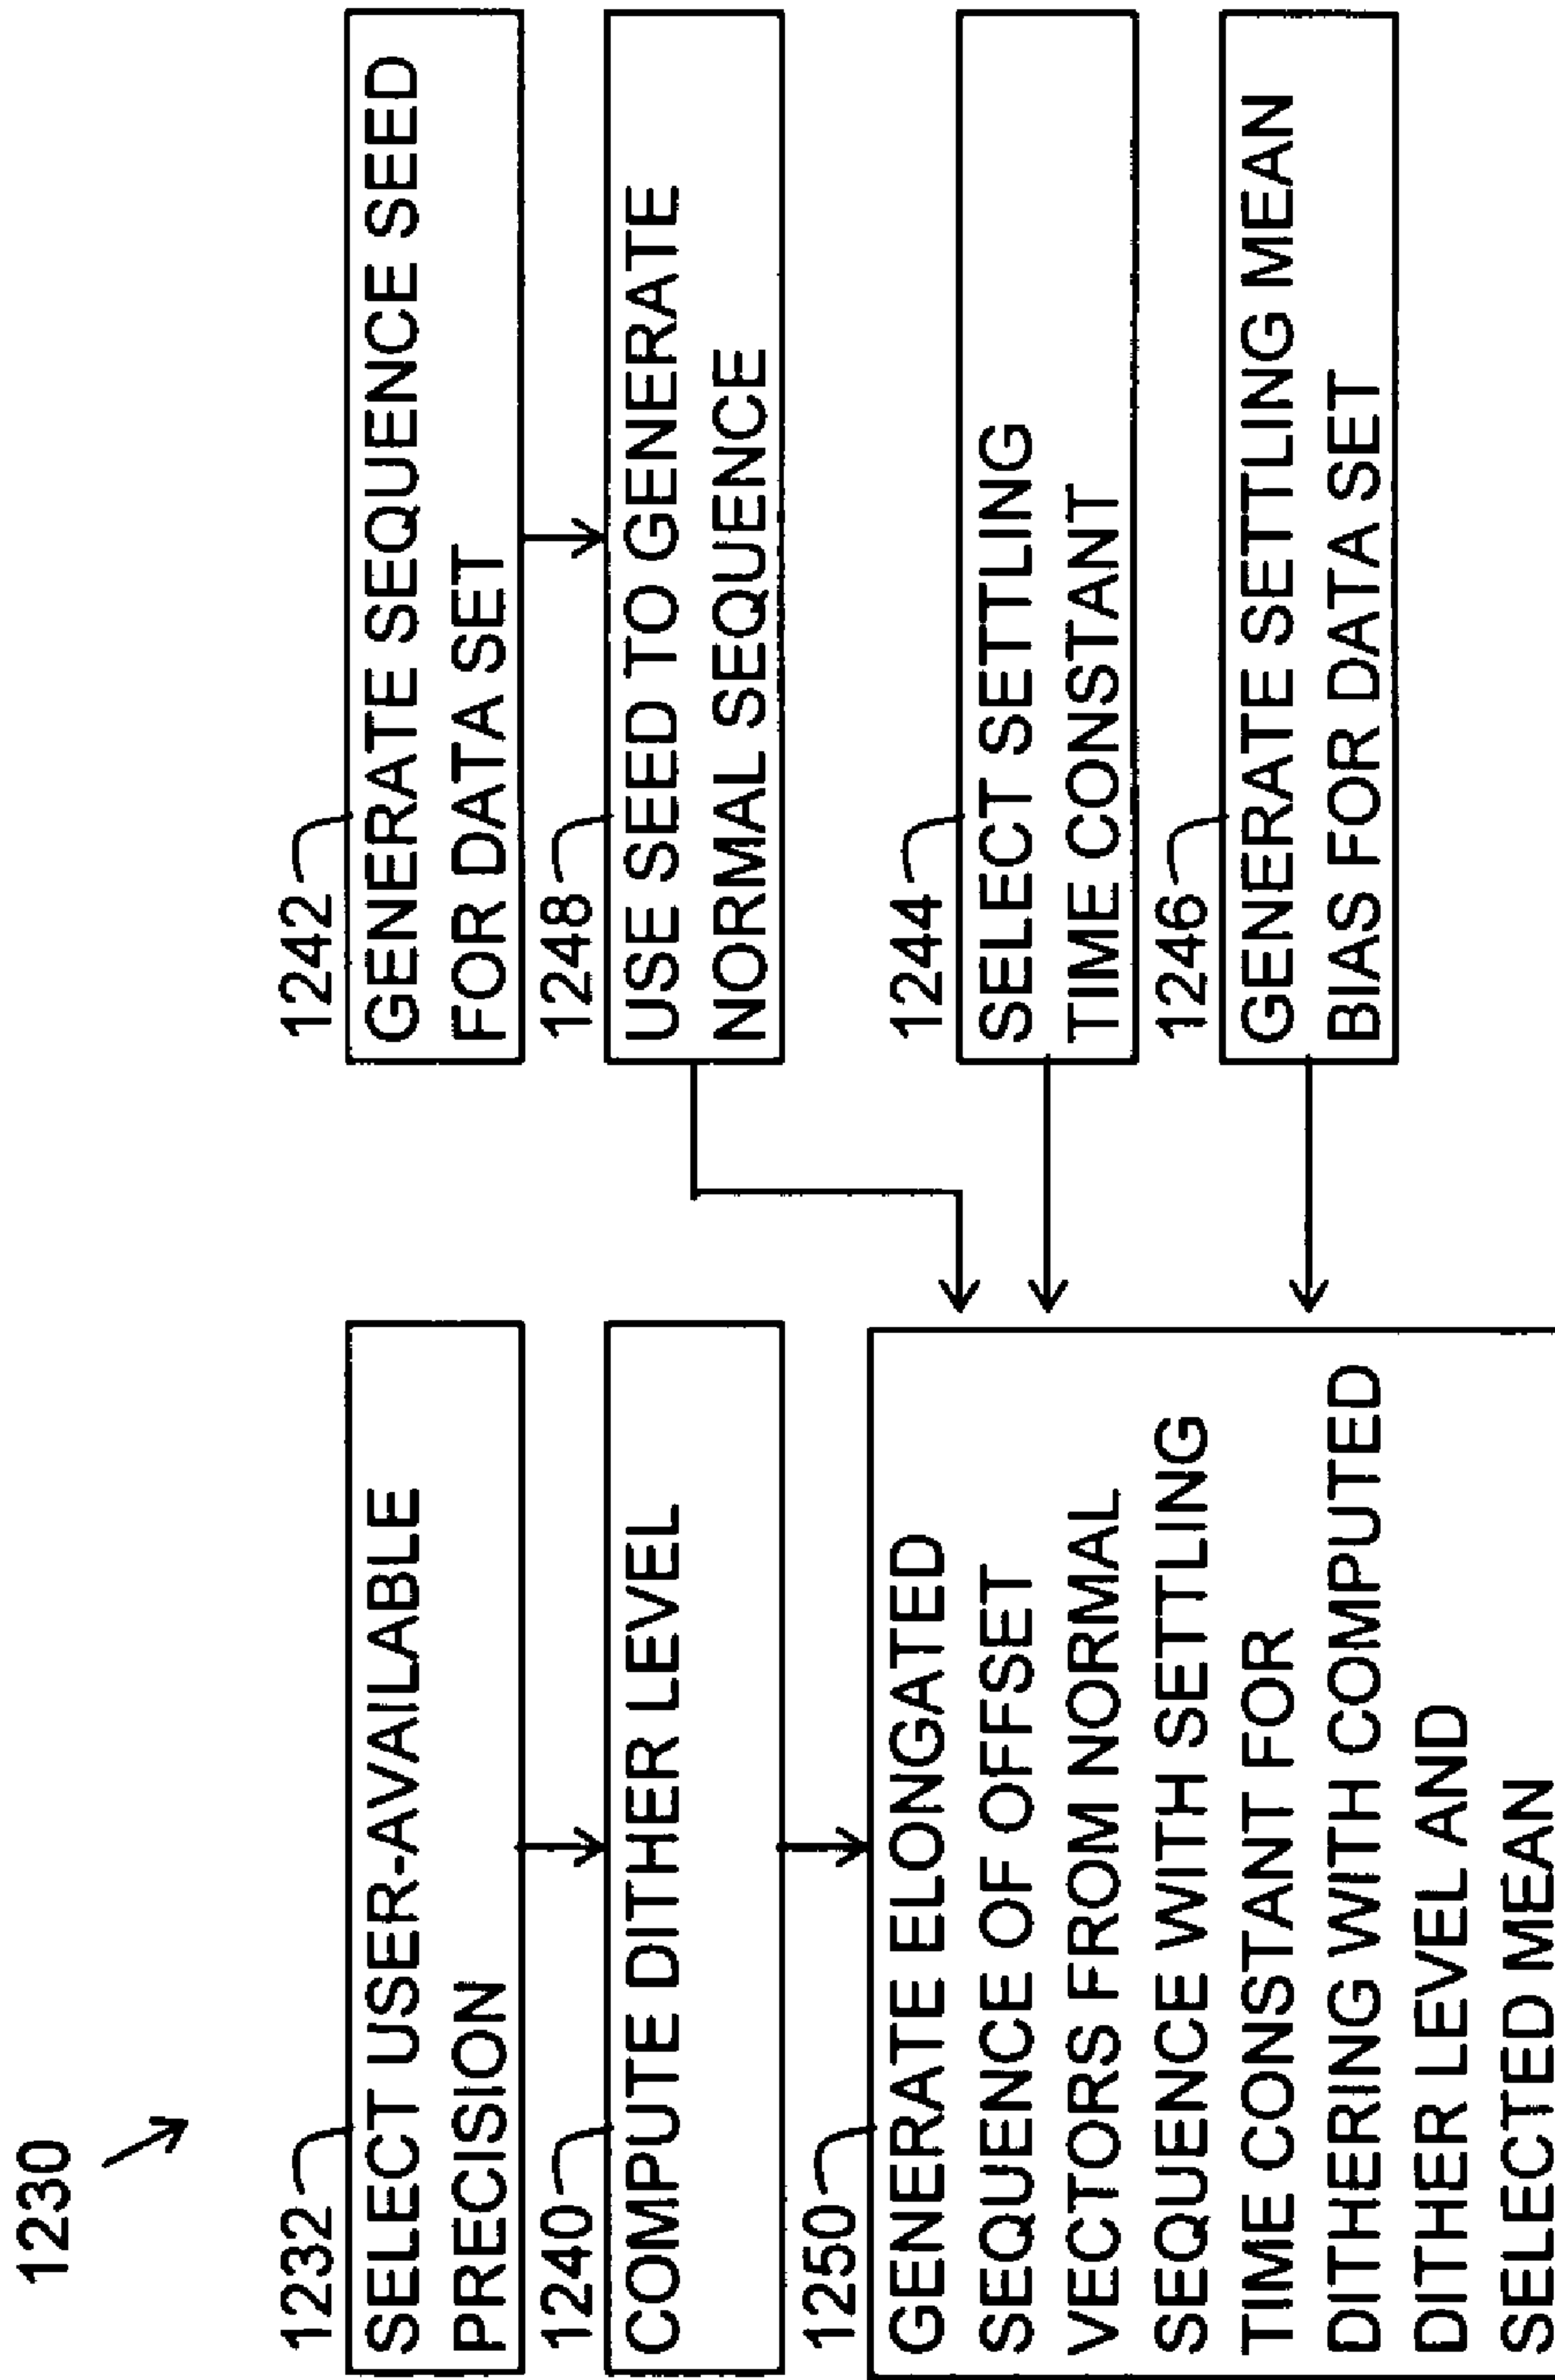 1230
1232
SELECT USER-AVAILABLE
PRECISION
1240
COMPUTE DITHER LEVEL
1250
GENERATE ELONGATED
SEQUENCE OF OFFSET
VECTORS FROM NORMAL
SEQUENCE WITH SETTLING
TIME CONSTANT FOR
DITHERING WITH COMPUTED
DITHER LEVEL AND
SELECTED MEAN
1242
GENERATE SEQUENCE SEED
FOR DATA SET
1248
USE SEED TO GENERATE
NORMAL SEQUENCE
1244
SELECT SETTLING
TIME CONSTANT
1246
GENERATE SETTLING MEAN
BIAS FOR DATA SET